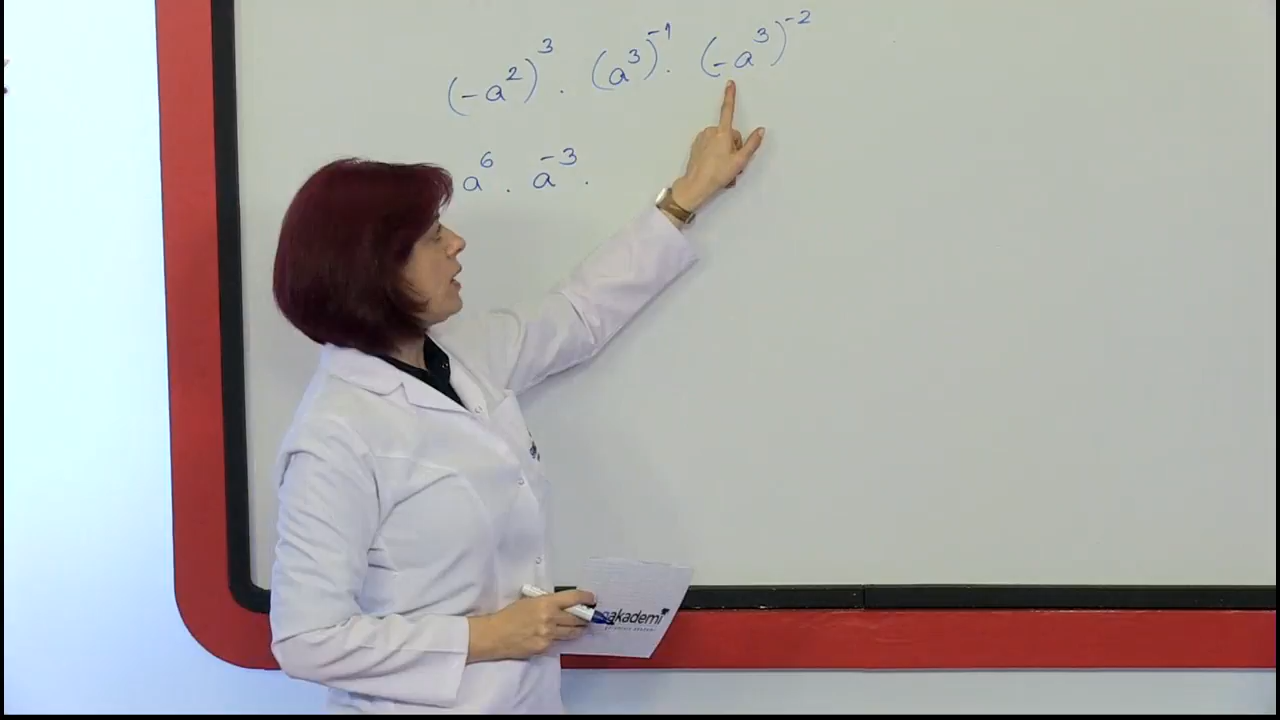 (-a²)³ . (a³)⁻¹ . (-a³)⁻²
a⁶ . a⁻³ .
akademi